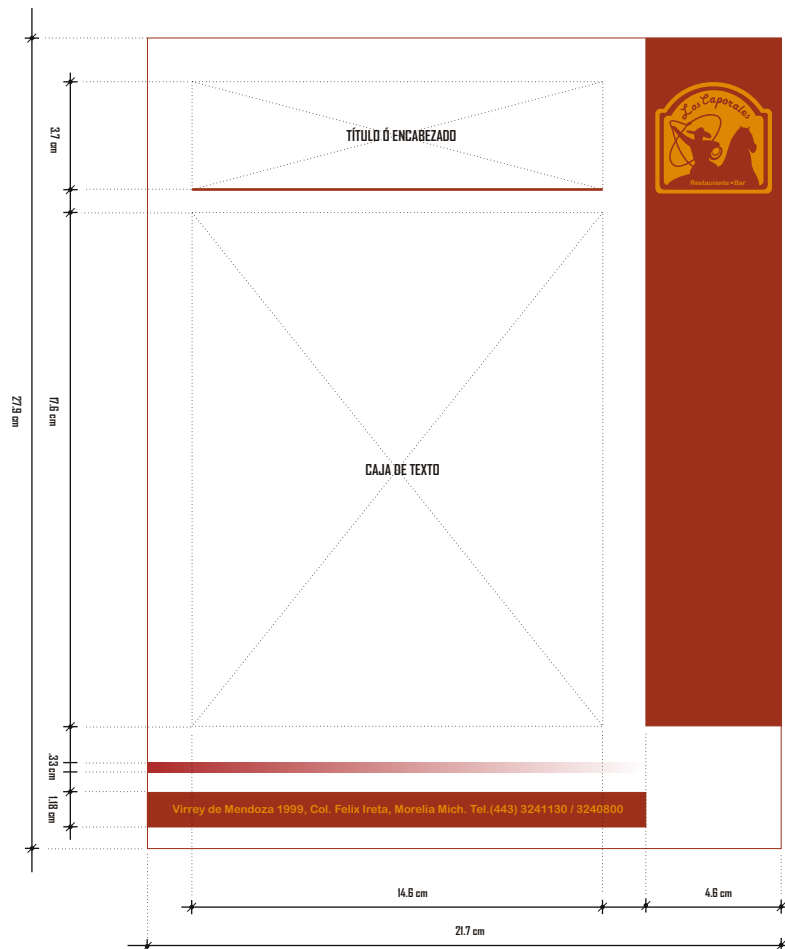 Los Caporales
Restaurante • Bar
TÍTULO Ó ENCABEZADO
3.7 cm
27.9 cm
17.6 cm
CAJA DE TEXTO
.33 cm
1.18 cm
Virrey de Mendoza 1999, Col. Felix Ireta, Morelia Mich. Tel.(443) 3241130 / 3240800
14.6 cm
4.6 cm
21.7 cm